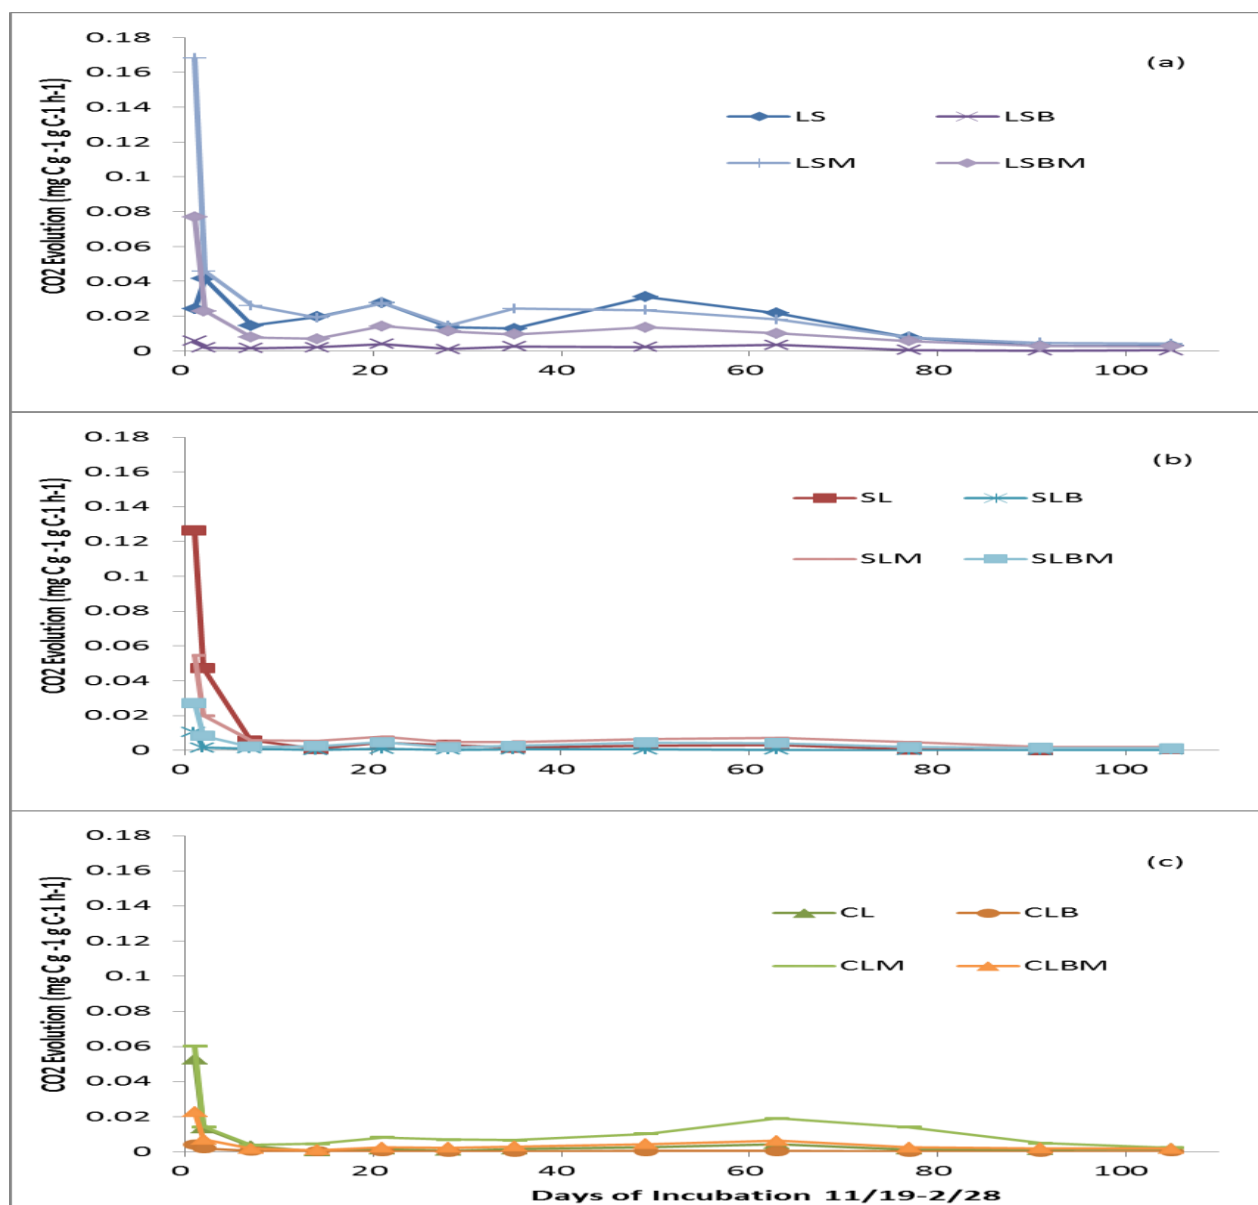 (a)
CO2 Evolution (mg C g -1 g C-1 h-1)
0.18
0.16
0.14
0.12
0.1
0.08
0.06
0.04
0.02
0
LS LSB
LSM LSBM
0 20 40 60 80 100
(b)
CO2 Evolution (mg C g -1 g C-1 h-1)
0.18
0.16
0.14
0.12
0.1
0.08
0.06
0.04
0.02
0
SL SLB
SLM SLBM
0 20 40 60 80 100
(c)
CO2 Evolution (mg C g -1 g C-1 h-1)
0.18
0.16
0.14
0.12
0.1
0.08
0.06
0.04
0.02
0
CL CLB
CLM CLBM
0 20 40 60 80 100
Days of Incubation 11/19-2/28